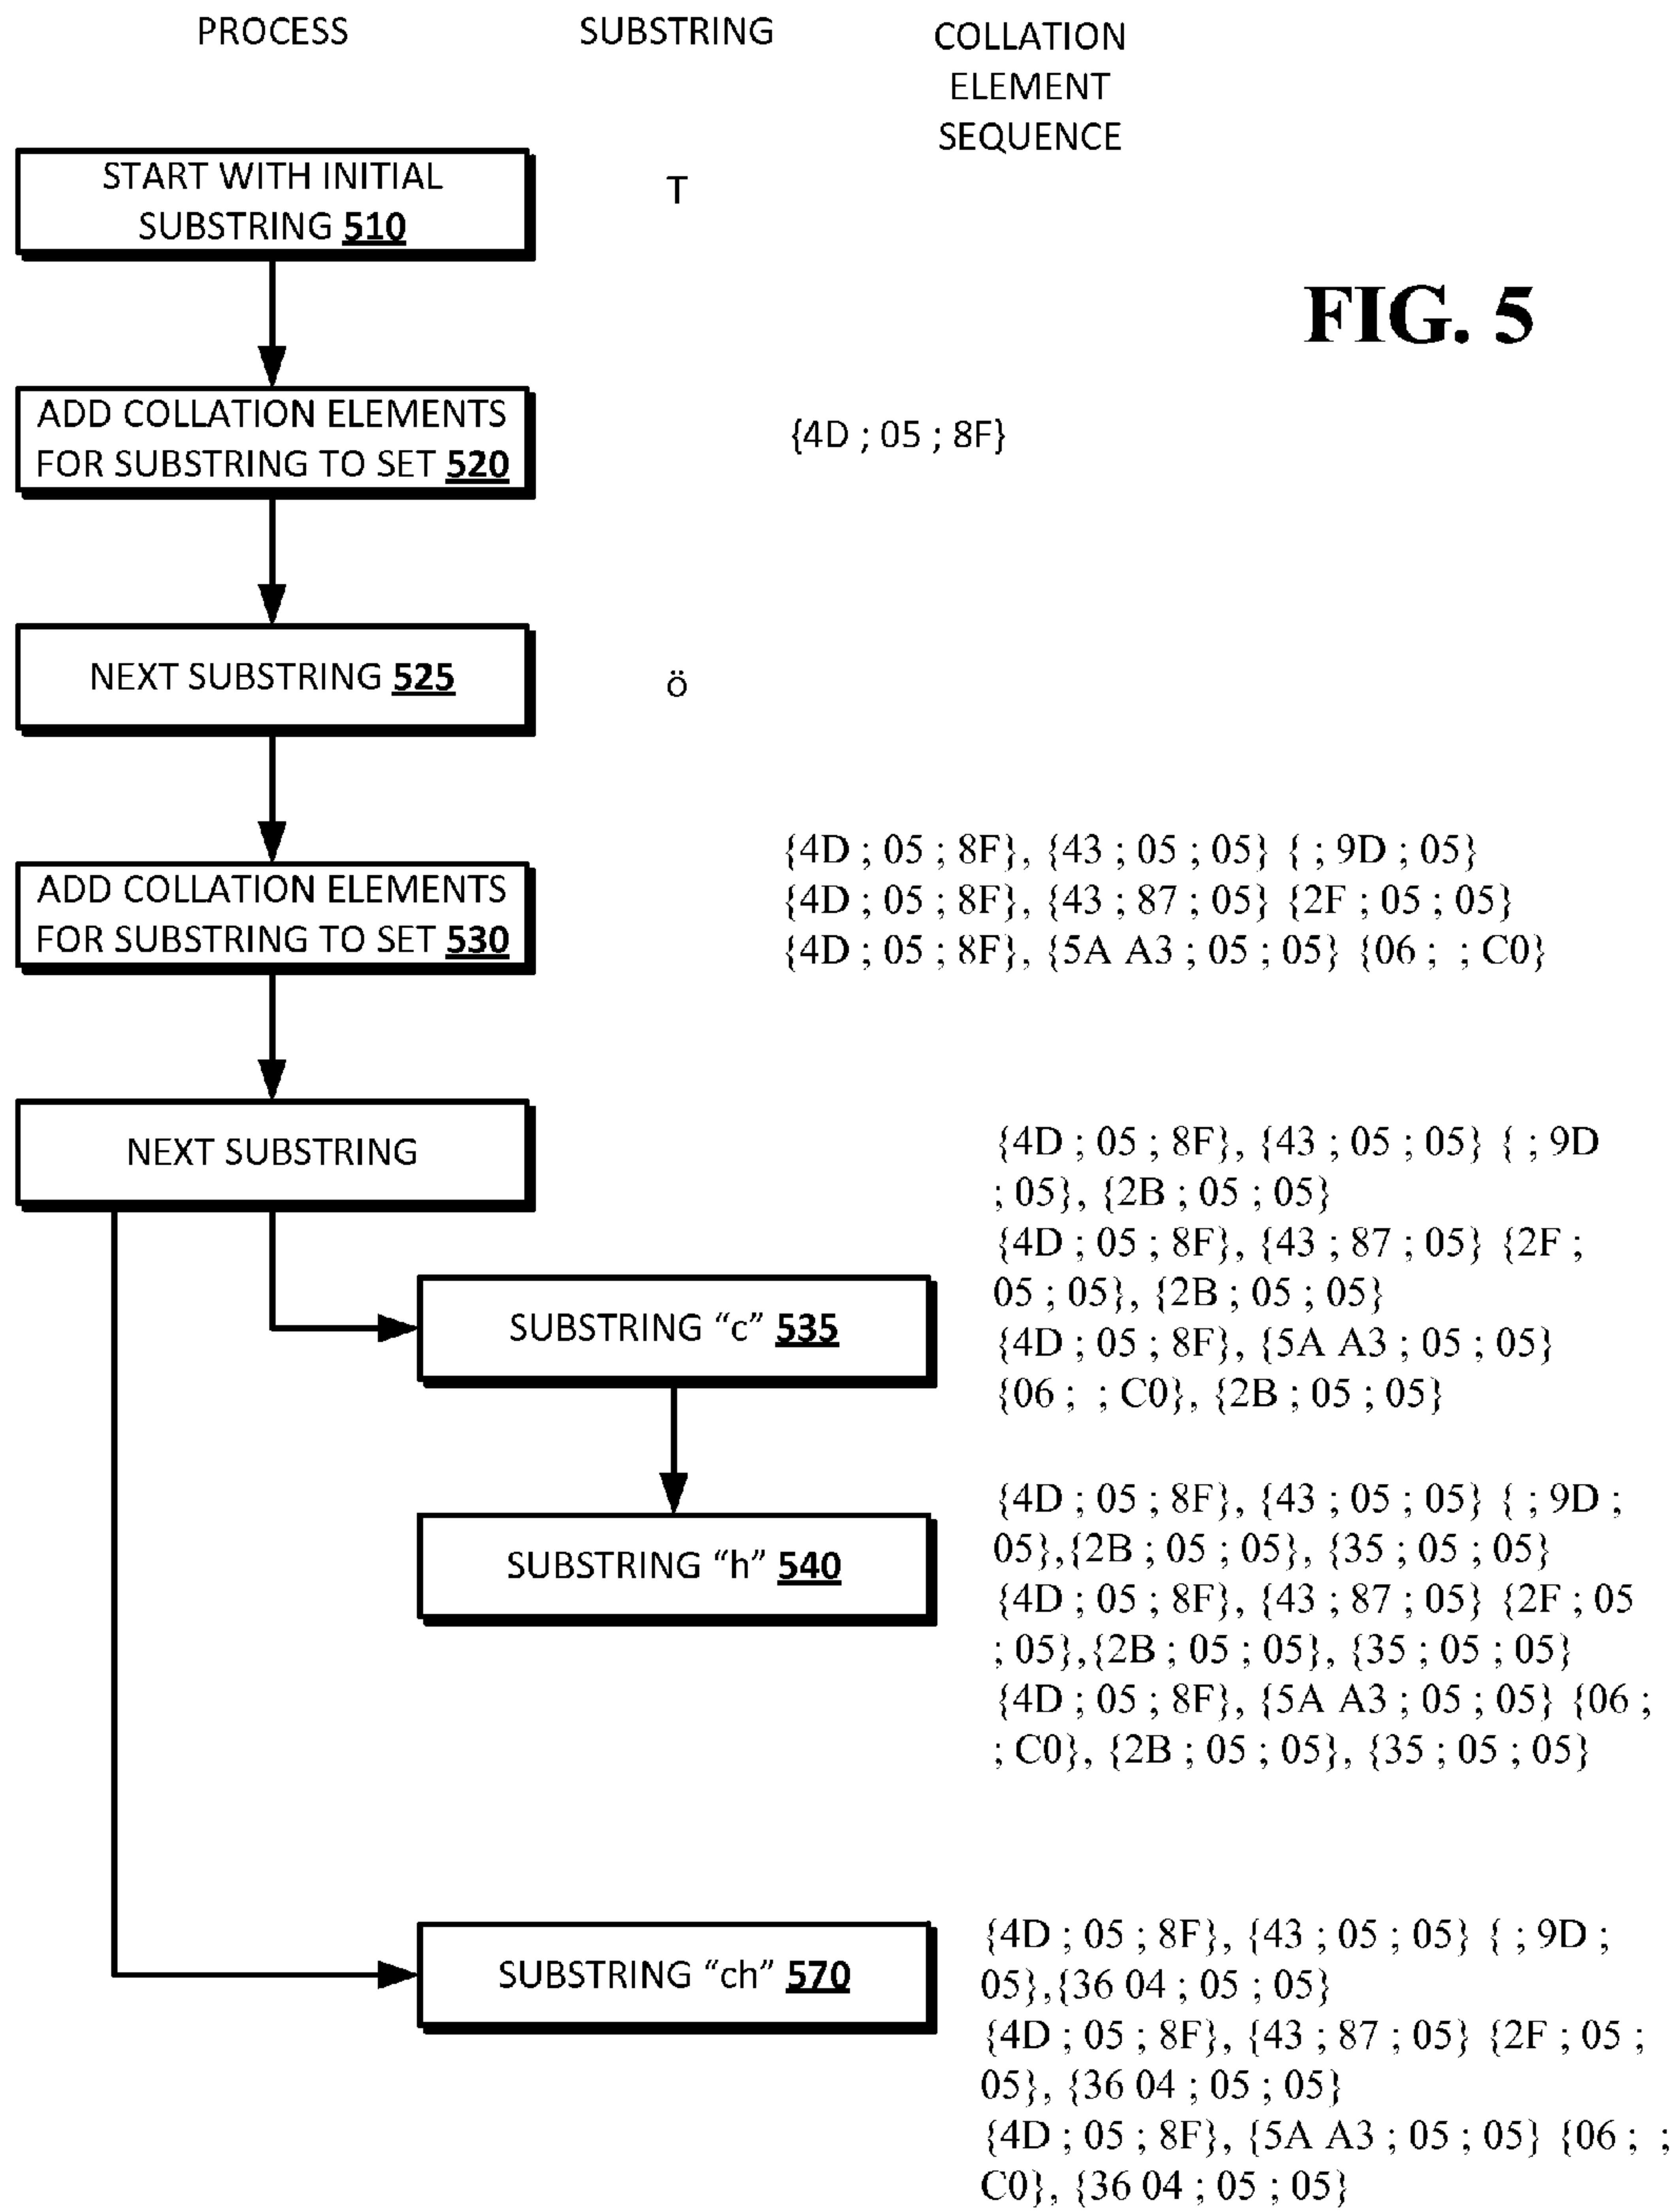 PROCESS
SUBSTRING
COLLATION
ELEMENT
SEQUENCE
START WITH INITIAL
SUBSTRING 510
T
FIG. 5
ADD COLLATION ELEMENTS
FOR SUBSTRING TO SET 520
{4D ; 05 ; 8F}
NEXT SUBSTRING 525
ö
ADD COLLATION ELEMENTS
FOR SUBSTRING TO SET 530
{4D ; 05 ; 8F}, {43 ; 05 ; 05} { ; 9D ; 05}
{4D ; 05 ; 8F}, {43 ; 87 ; 05} {2F ; 05 ; 05}
{4D ; 05 ; 8F}, {5A A3 ; 05 ; 05} {06 ; ; C0}
NEXT SUBSTRING
SUBSTRING “c” 535
{4D ; 05 ; 8F}, {43 ; 05 ; 05} { ; 9D
; 05}, {2B ; 05 ; 05}
{4D ; 05 ; 8F}, {43 ; 87 ; 05} {2F ;
05 ; 05}, {2B ; 05 ; 05}
{4D ; 05 ; 8F}, {5A A3 ; 05 ; 05}
{06 ; ; C0}, {2B ; 05 ; 05}
SUBSTRING “h” 540
{4D ; 05 ; 8F}, {43 ; 05 ; 05} { ; 9D ;
05},{2B ; 05 ; 05}, {35 ; 05 ; 05}
{4D ; 05 ; 8F}, {43 ; 87 ; 05} {2F ; 05
; 05},{2B ; 05 ; 05}, {35 ; 05 ; 05}
{4D ; 05 ; 8F}, {5A A3 ; 05 ; 05} {06 ;
; C0}, {2B ; 05 ; 05}, {35 ; 05 ; 05}
SUBSTRING “ch” 570
{4D ; 05 ; 8F}, {43 ; 05 ; 05} { ; 9D ;
05},{36 04 ; 05 ; 05}
{4D ; 05 ; 8F}, {43 ; 87 ; 05} {2F ; 05 ;
05}, {36 04 ; 05 ; 05}
{4D ; 05 ; 8F}, {5A A3 ; 05 ; 05} {06 ; ;
C0}, {36 04 ; 05 ; 05}